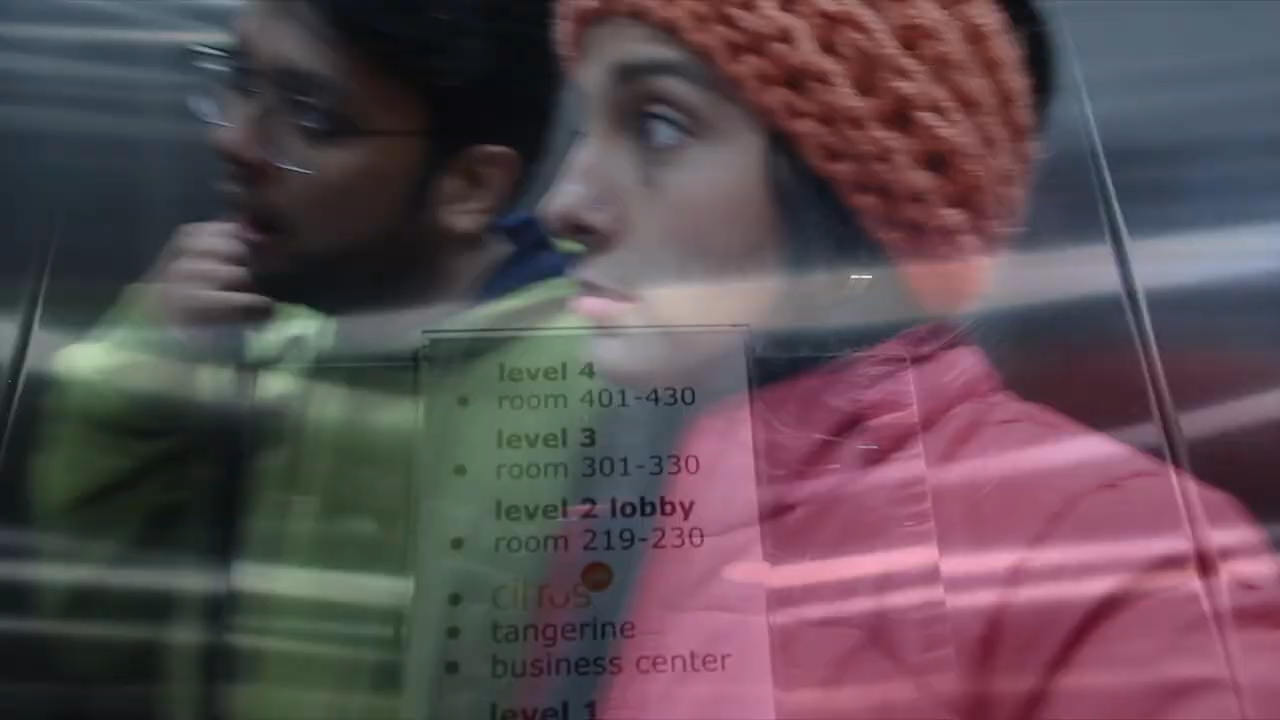 level 4
room 401-430
level 3
room 301-330
level 2 lobby
room 219-230
citrus
tangerine
business center
level 1